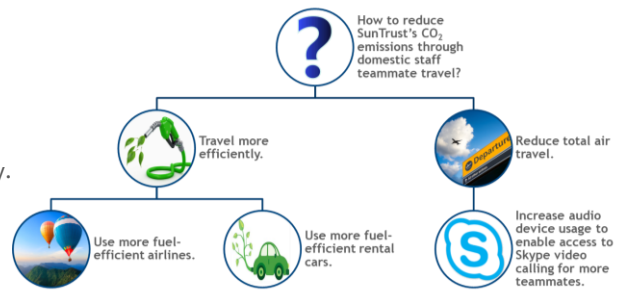 How to reduce
SunTrust's CO₂
emissions through
domestic staff
teammate travel?
Travel more
efficiently.
Departure
Reduce total air
travel.
y.
Use more fuel-
efficient airlines.
Use more fuel-
efficient rental
cars.
S
Increase audio
device usage to
enable access to
Skype video
calling for more
teammates.